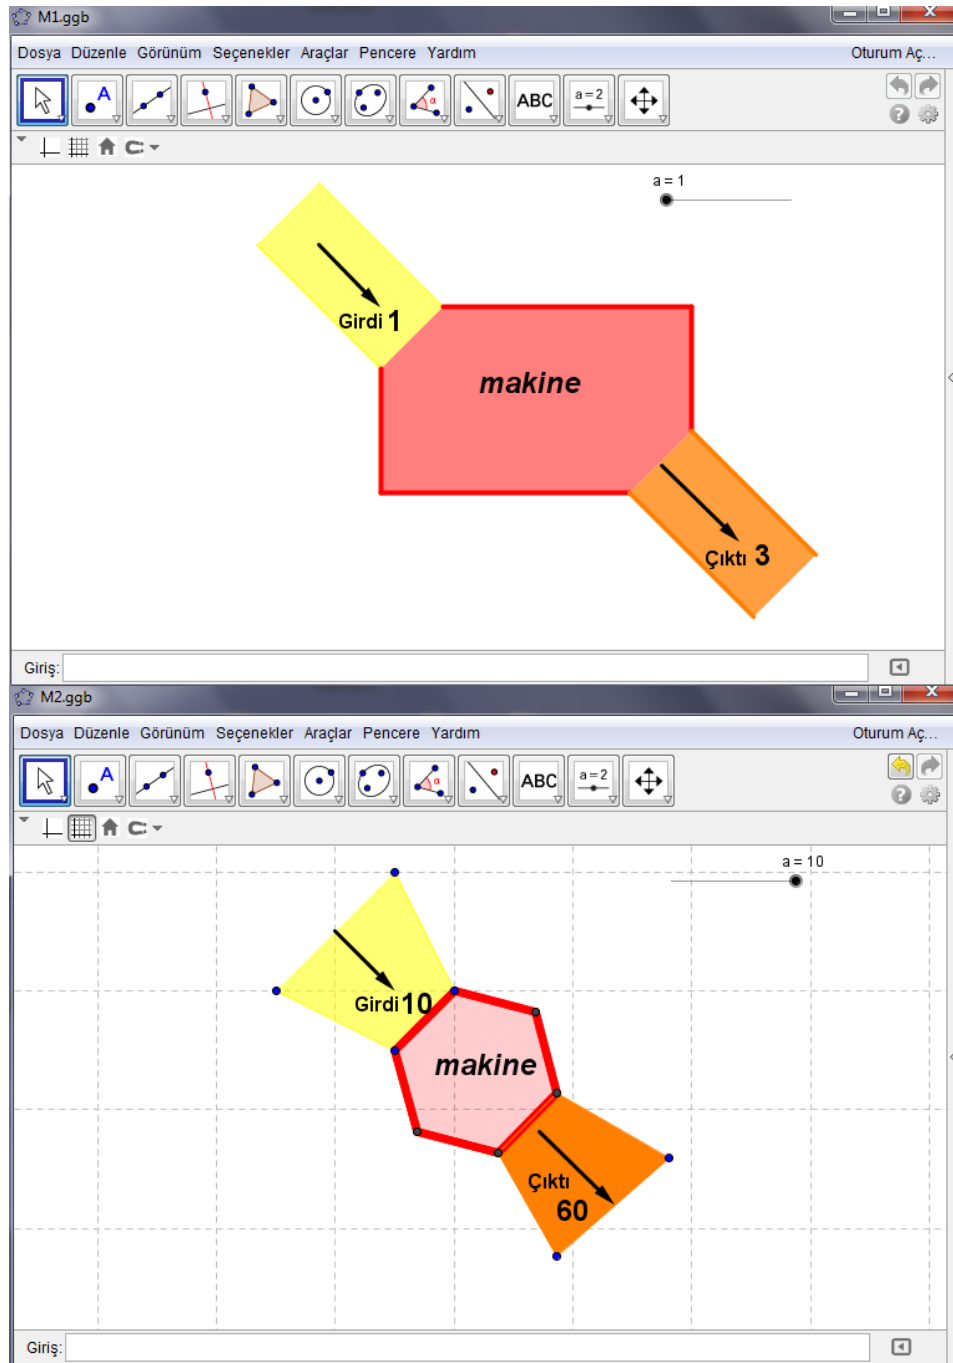 M1.ggb
Dosya Düzenle Görünüm Seçenekler Araçlar Pencere Yardım Oturum Aç...
A α ABC a=2
a = 1
Girdi 1
makine
Çıktı 3
Giriş:
M2.ggb
Dosya Düzenle Görünüm Seçenekler Araçlar Pencere Yardım Oturum Aç...
A α ABC a=2
a = 10
Girdi 10
makine
Çıktı
60
Giriş: